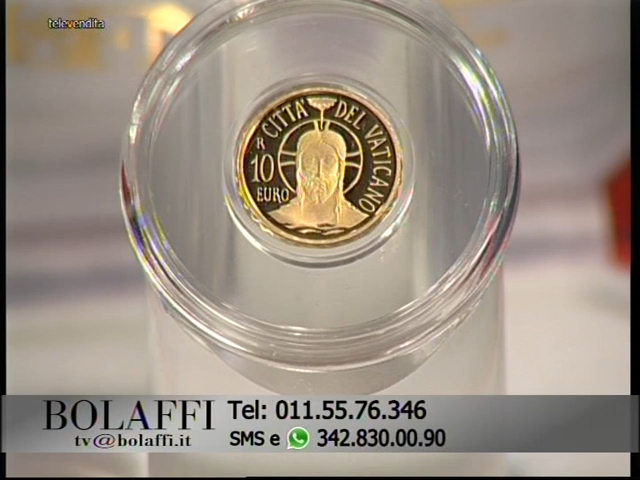 televendita
CITTA' DEL VATICANO
R
10
EURO
BOLAFFI
tv@bolaffi.it
Tel: 011.55.76.346
SMS e 342.830.00.90